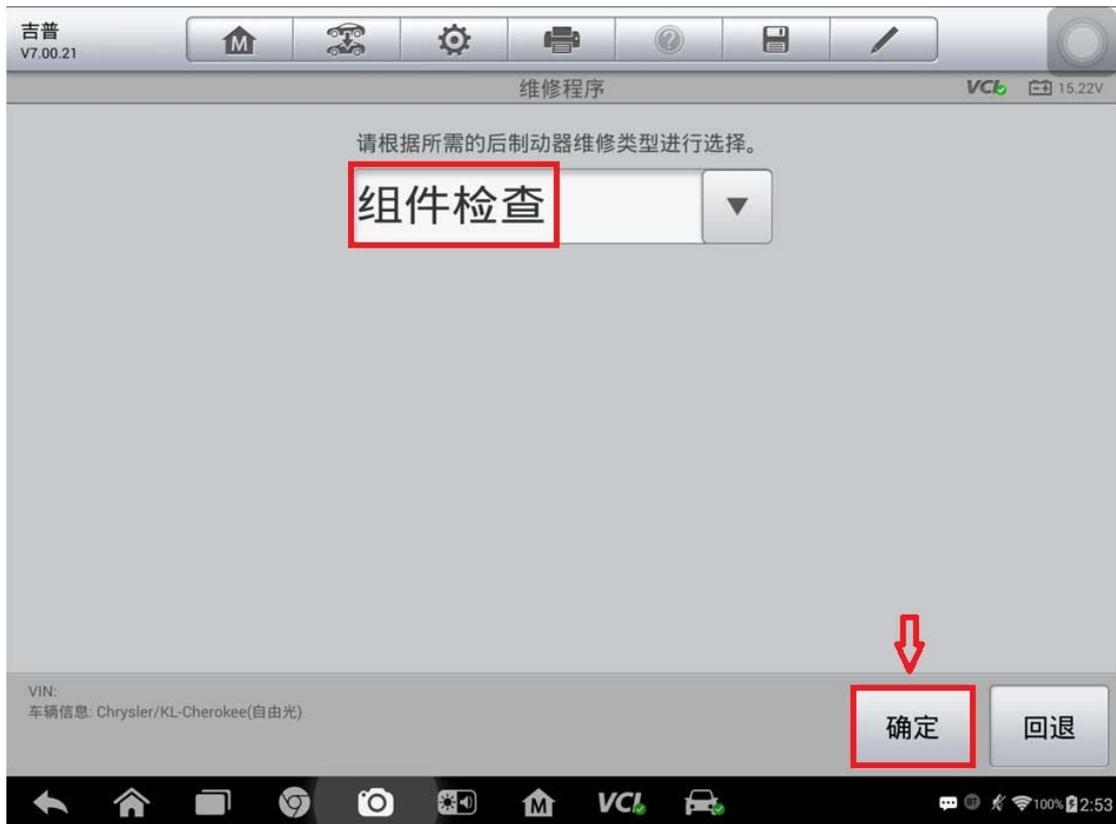 吉普
V7.00.21
M
维修程序
VCI
15.22V
请根据所需的后制动器维修类型进行选择。
组件检查
VIN:
车辆信息: Chrysler/KL-Cherokee(自由光)
确定
回退
M
VCI
100%
2:53